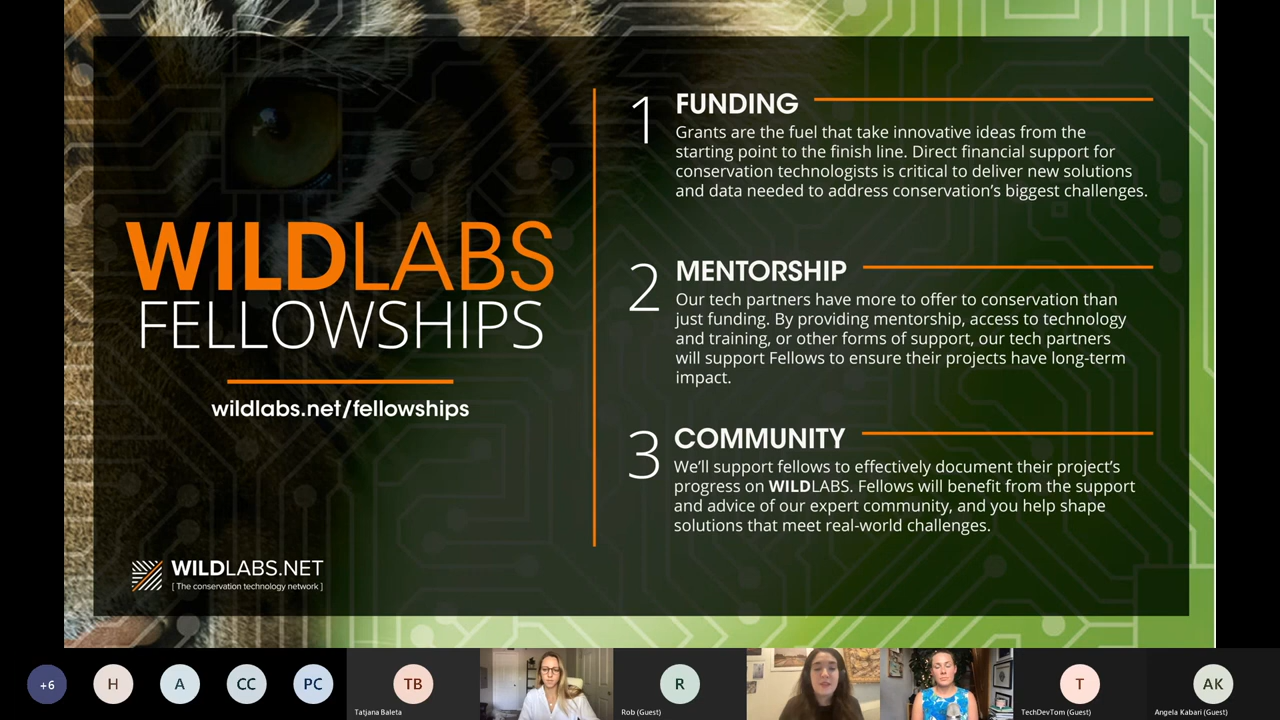 WILDLABS
FELLOWSHIPS
wildlabs.net/fellowships
WILDLABS.NET
[ The conservation technology network ]
1
FUNDING
Grants are the fuel that take innovative ideas from the
starting point to the finish line. Direct financial support for
conservation technologists is critical to deliver new solutions
and data needed to address conservation's biggest challenges.
2
MENTORSHIP
Our tech partners have more to offer to conservation than
just funding. By providing mentorship, access to technology
and training, or other forms of support, our tech partners
will support Fellows to ensure their projects have long-term
impact.
3
COMMUNITY
We'll support fellows to effectively document their project's
progress on WILDLABS. Fellows will benefit from the support
and advice of our expert community, and you help shape
solutions that meet real-world challenges.
+6
H
A
CC
PC
TB
Tatjana Baleta
R
Rob (Guest)
T
TechDevTom (Guest)
AK
Angela Kabari (Guest)